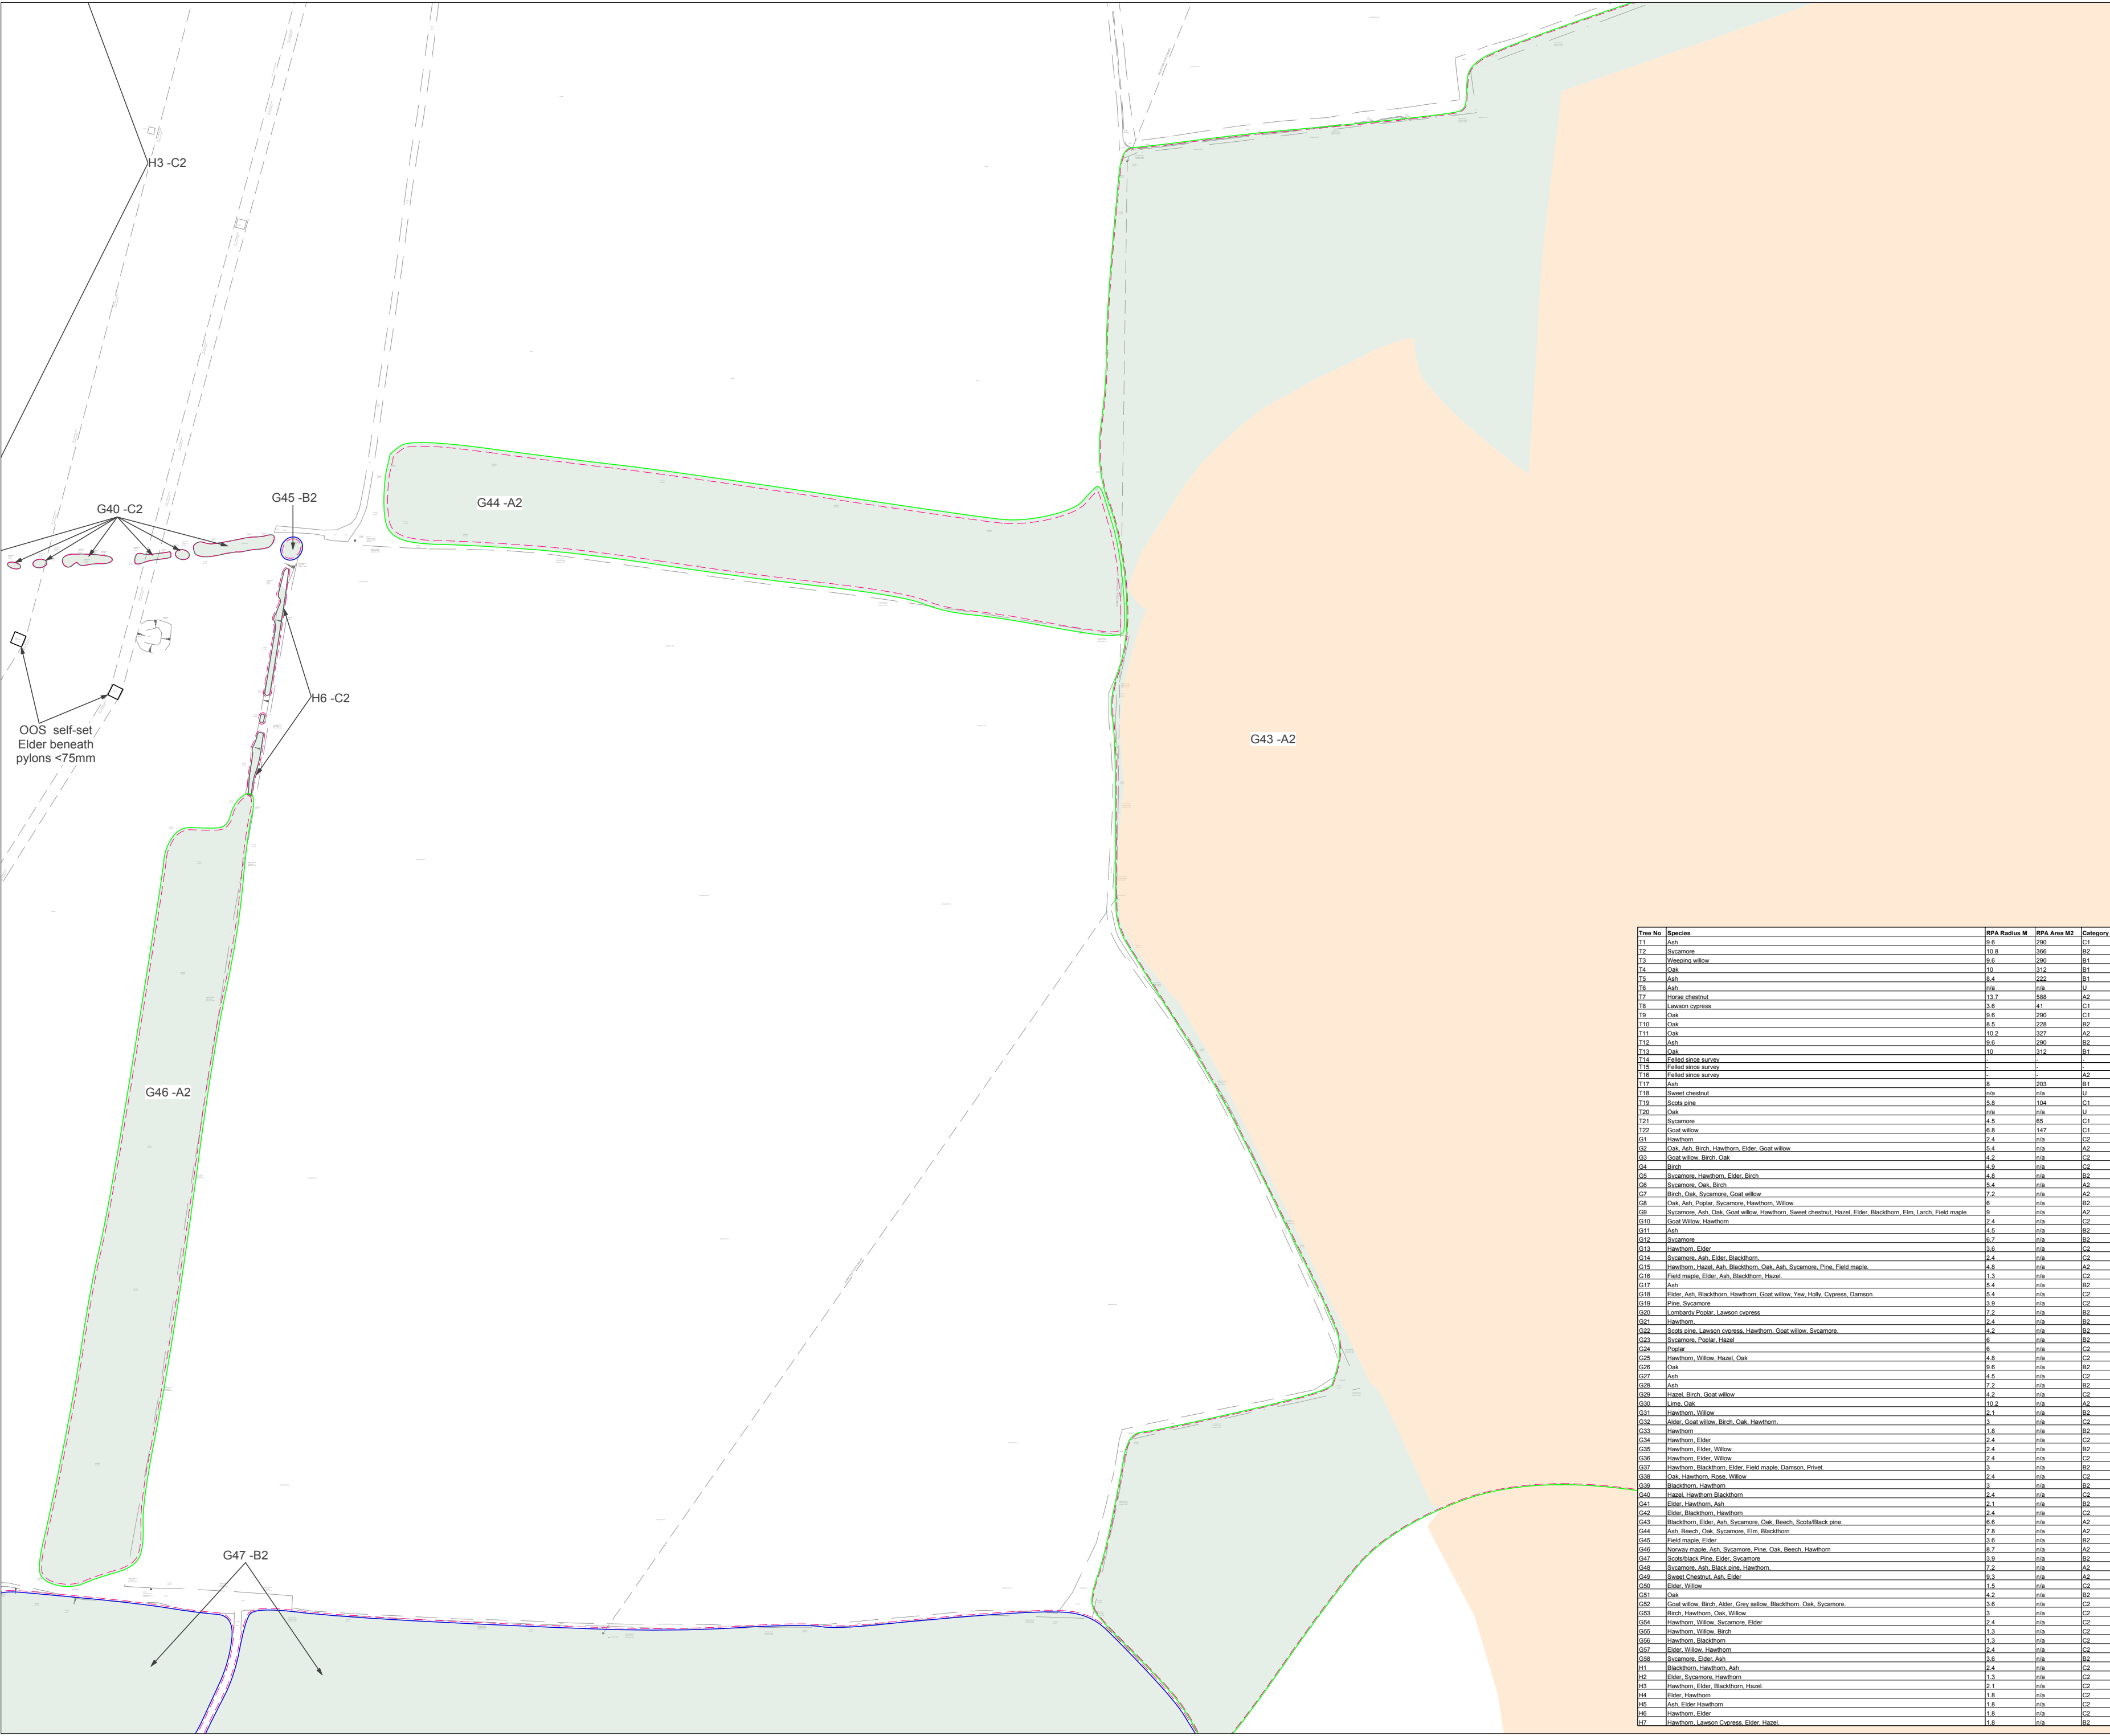 H3 -C2
G40 -C2
G45 -B2
G44 -A2
H6 -C2
OOS self-set
Elder beneath
pylons <75mm
G43 -A2
G46 -A2
G47 -B2
Tree No Species RPA Radius M RPA Area M2 Category
T1 Ash 9.6 290 C1
T2 Sycamore 10.8 366 B2
T3 Weeping willow 9.6 290 B1
T4 Oak 10 312 B1
T5 Ash 8.4 222 B1
T6 Ash n/a n/a U
T7 Horse chestnut 13.7 588 A2
T8 Lawson cypress 3.6 41 C1
T9 Oak 9.6 290 C1
T10 Oak 8.5 228 B2
T11 Oak 10.2 327 A2
T12 Ash 9.6 290 B2
T13 Oak 10 312 B1
T14 Felled since survey - - -
T15 Felled since survey - - -
T16 Felled since survey - - A2
T17 Ash 8 203 B1
T18 Sweet chestnut n/a n/a U
T19 Scots pine 5.8 104 C1
T20 Oak n/a n/a U
T21 Sycamore 4.5 65 C1
T22 Goat willow 6.8 147 C1
G1 Hawthorn 2.4 n/a C2
G2 Oak, Ash, Birch, Hawthorn, Elder, Goat willow 5.4 n/a A2
G3 Goat willow, Birch, Oak 4.2 n/a C2
G4 Birch 4.9 n/a C2
G5 Sycamore, Hawthorn, Elder, Birch 4.8 n/a B2
G6 Sycamore, Oak, Birch 5.4 n/a A2
G7 Birch, Oak, Sycamore, Goat willow 7.2 n/a A2
G8 Oak, Ash, Poplar, Sycamore, Hawthorn, Willow. 6 n/a B2
G9 Sycamore, Ash, Oak, Goat willow, Hawthorn, Sweet chestnut, Hazel, Elder, Blackthorn, Elm, Larch, Field maple. 9 n/a A2
G10 Goat Willow, Hawthorn 2.4 n/a C2
G11 Ash 4.5 n/a B2
G12 Sycamore 6.7 n/a B2
G13 Hawthorn, Elder 3.6 n/a C2
G14 Sycamore, Ash, Elder, Blackthorn. 2.4 n/a C2
G15 Hawthorn, Hazel, Ash, Blackthorn, Oak, Ash, Sycamore, Pine, Field maple. 4.8 n/a A2
G16 Field maple, Elder, Ash, Blackthorn, Hazel. 1.3 n/a C2
G17 Ash 5.4 n/a B2
G18 Elder, Ash, Blackthorn, Hawthorn, Goat willow, Yew, Holly, Cypress, Damson. 5.4 n/a C2
G19 Pine, Sycamore 3.9 n/a C2
G20 Lombardy Poplar, Lawson cypress 7.2 n/a B2
G21 Hawthorn, 2.4 n/a B2
G22 Scots pine, Lawson cypress, Hawthorn, Goat willow, Sycamore. 4.2 n/a B2
G23 Sycamore, Poplar, Hazel 6 n/a B2
G24 Poplar 6 n/a C2
G25 Hawthorn, Willow, Hazel, Oak 4.8 n/a C2
G26 Oak 9.6 n/a B2
G27 Ash 4.5 n/a C2
G28 Ash 7.2 n/a B2
G29 Hazel, Birch, Goat willow 4.2 n/a C2
G30 Lime, Oak 10.2 n/a A2
G31 Hawthorn, Willow 2.1 n/a B2
G32 Alder, Goat willow, Birch, Oak, Hawthorn. 3 n/a C2
G33 Hawthorn 1.8 n/a B2
G34 Hawthorn, Elder 2.4 n/a C2
G35 Hawthorn, Elder, Willow 2.4 n/a B2
G36 Hawthorn, Elder, Willow 2.4 n/a C2
G37 Hawthorn, Blackthorn, Elder, Field maple, Damson, Privet. 3 n/a B2
G38 Oak, Hawthorn, Rose, Willow 2.4 n/a C2
G39 Blackthorn, Hawthorn 3 n/a B2
G40 Hazel, Hawthorn Blackthorn 2.4 n/a C2
G41 Elder, Hawthorn, Ash 2.1 n/a B2
G42 Elder, Blackthorn, Hawthorn 2.4 n/a C2
G43 Blackthorn, Elder, Ash, Sycamore, Oak, Beech, Scots/Black pine. 6.6 n/a A2
G44 Ash, Beech, Oak, Sycamore, Elm, Blackthorn 7.8 n/a A2
G45 Field maple, Elder 3.6 n/a B2
G46 Norway maple, Ash, Sycamore, Pine, Oak, Beech, Hawthorn 8.7 n/a A2
G47 Scots/black Pine, Elder, Sycamore 3.9 n/a B2
G48 Sycamore, Ash, Black pine, Hawthorn. 7.2 n/a A2
G49 Sweet Chestnut, Ash, Elder 9.3 n/a A2
G50 Elder, Willow 1.5 n/a C2
G51 Oak 4.2 n/a B2
G52 Goat willow, Birch, Alder, Grey sallow, Blackthorn, Oak, Sycamore. 3.6 n/a C2
G53 Birch, Hawthorn, Oak, Willow 3 n/a C2
G54 Hawthorn, Willow, Sycamore, Elder 2.4 n/a C2
G55 Hawthorn, Willow, Birch 1.3 n/a C2
G56 Hawthorn, Blackthorn 1.3 n/a C2
G57 Elder, Willow, Hawthorn 2.4 n/a C2
G58 Sycamore, Elder, Ash 3.6 n/a B2
H1 Blackthorn, Hawthorn, Ash 2.4 n/a C2
H2 Elder, Sycamore, Hawthorn 1.3 n/a C2
H3 Hawthorn, Elder, Blackthorn, Hazel. 2.1 n/a C2
H4 Elder, Hawthorn 1.8 n/a C2
H5 Ash, Elder Hawthorn 1.8 n/a C2
H6 Hawthorn, Elder 1.8 n/a C2
H7 Hawthorn, Lawson Cypress, Elder, Hazel. 1.8 n/a B2